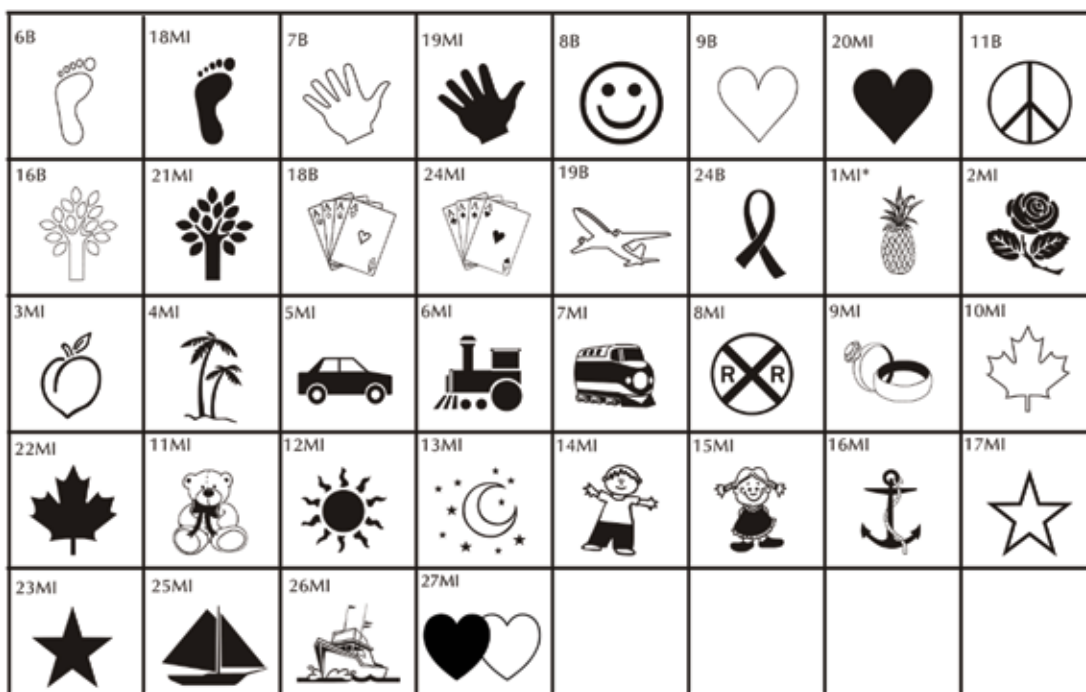 6B 18MI 7B 19MI 8B 9B 20MI 11B
16B 21MI 18B 24MI 19B 24B 1MI* 2MI
A A A A A A A A
3MI 4MI 5MI 6MI 7MI 8MI 9MI 10MI
R R
22MI 11MI 12MI 13MI 14MI 15MI 16MI 17MI
23MI 25MI 26MI 27MI